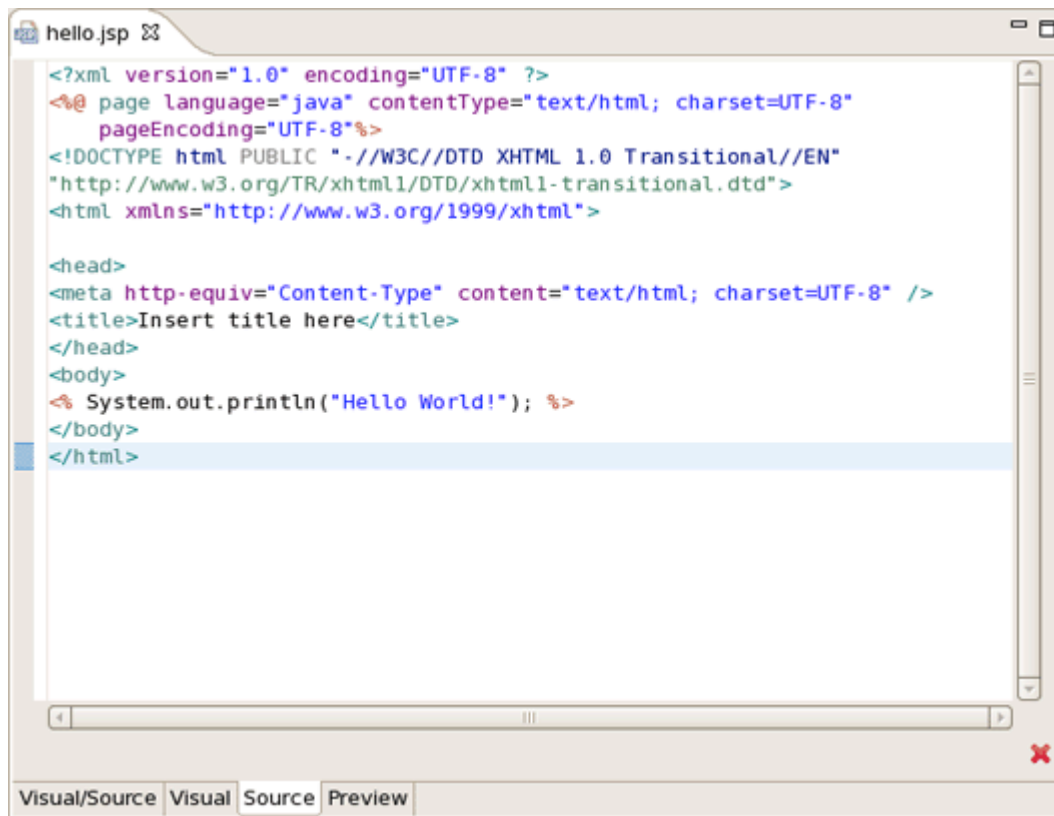 hello.jsp
<?xml version="1.0" encoding="UTF-8" ?>
<%@ page language="java" contentType="text/html; charset=UTF-8"
    pageEncoding="UTF-8"%>
<!DOCTYPE html PUBLIC "-//W3C//DTD XHTML 1.0 Transitional//EN"
"http://www.w3.org/TR/xhtml1/DTD/xhtml1-transitional.dtd">
<html xmlns="http://www.w3.org/1999/xhtml">
<head>
<meta http-equiv="Content-Type" content="text/html; charset=UTF-8" />
<title>Insert title here</title>
</head>
<body>
<% System.out.println("Hello World!"); %>
</body>
</html>
Visual/Source Visual Source Preview